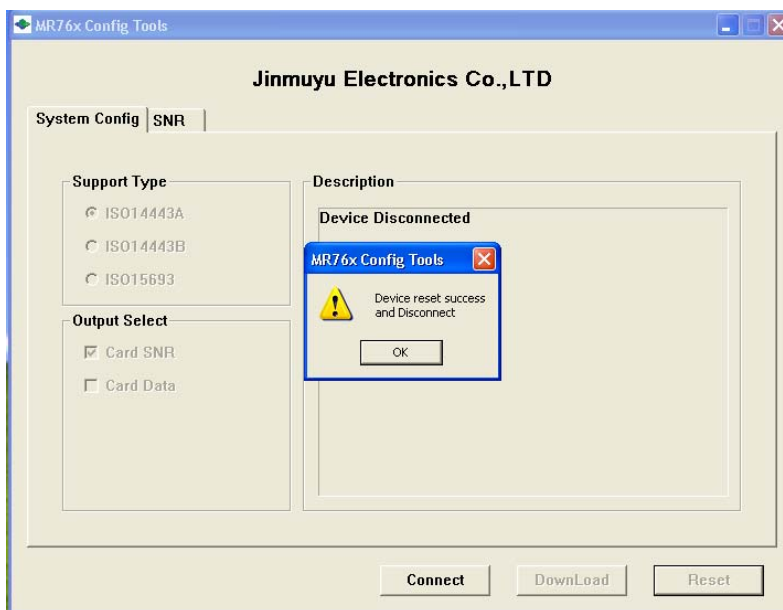 MR76x Config Tools
Jinmuyu Electronics Co.,LTD
System Config
SNR
Support Type
ISO14443A
ISO14443B
ISO15693
Output Select
Card SNR
Card Data
Description
Device Disconnected
MR76x Config Tools
Device reset success
and Disconnect
OK
Connect
DownLoad
Reset